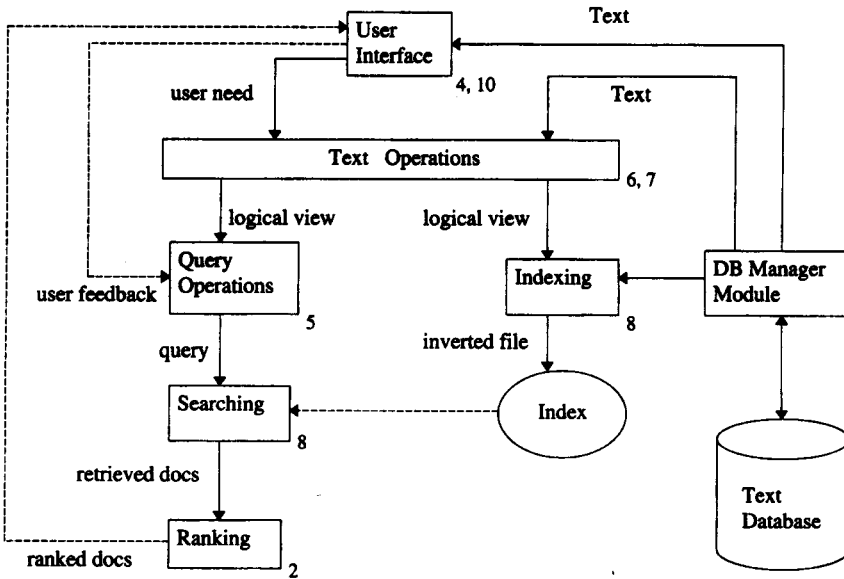 Text
User
Interface
4, 10
user need
Text
Text Operations
6, 7
logical view
logical view
Query
Operations
5
user feedback
Indexing
8
DB Manager
Module
query
inverted file
Searching
8
Index
retrieved docs
Text
Database
Ranking
2
ranked docs